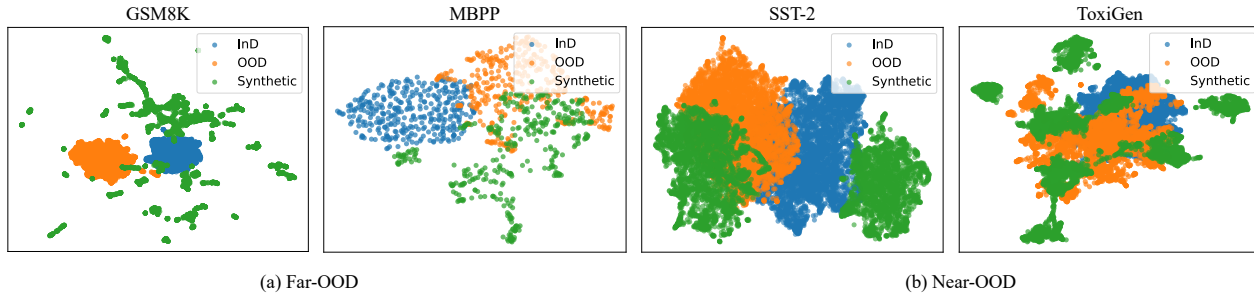 GSM8K
InD
OOD
Synthetic
MBPP
InD
OOD
Synthetic
SST-2
InD
OOD
Synthetic
ToxiGen
InD
OOD
Synthetic
(a) Far-OOD
(b) Near-OOD